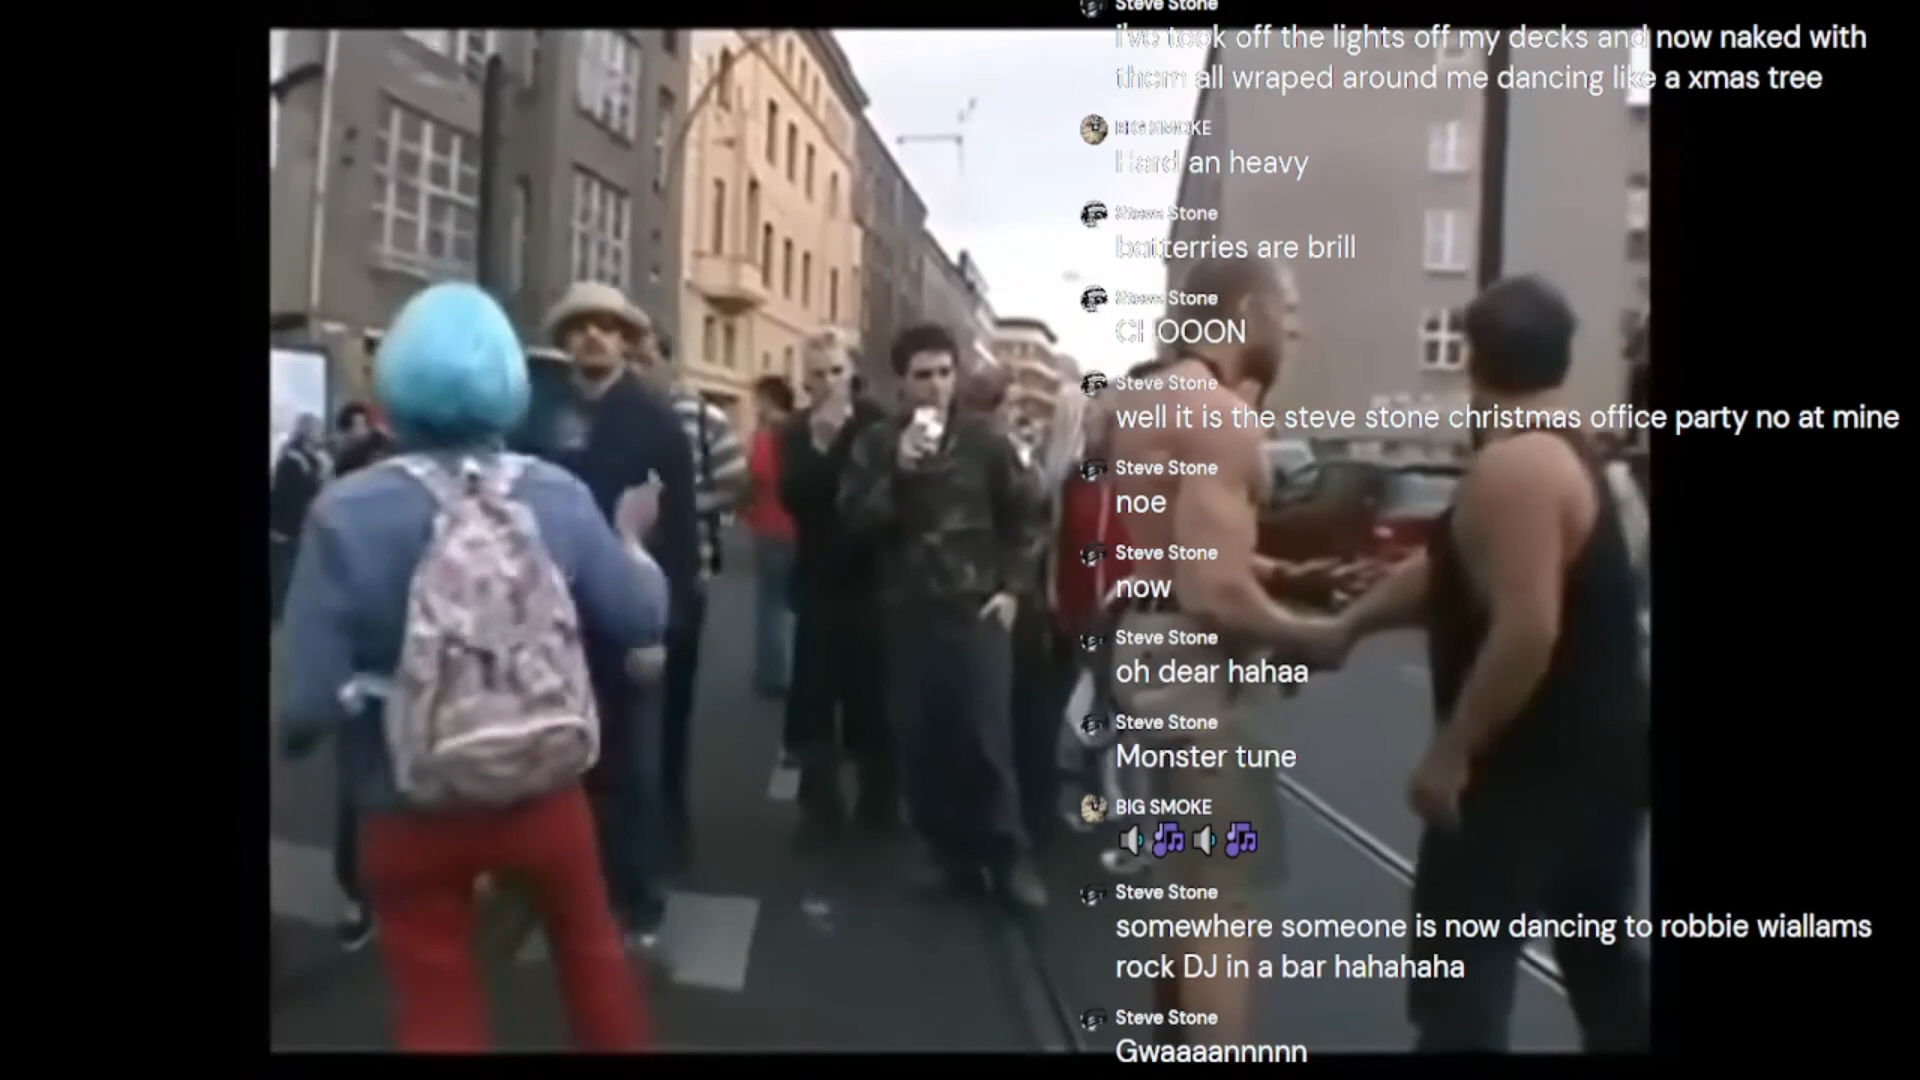 Steve Stone
i've took off the lights off my decks and now naked with
them all wraped around me dancing like a xmas tree
BIG SMOKE
Hard an heavy
Steve Stone
batterries are brill
Steve Stone
CHOOON
Steve Stone
well it is the steve stone christmas office party no at mine
Steve Stone
noe
Steve Stone
now
Steve Stone
oh dear hahaa
Steve Stone
Monster tune
BIG SMOKE
🔈🎶🔈🎶
Steve Stone
somewhere someone is now dancing to robbie wiallams
rock DJ in a bar hahahaha
Steve Stone
Gwaaaannnnn